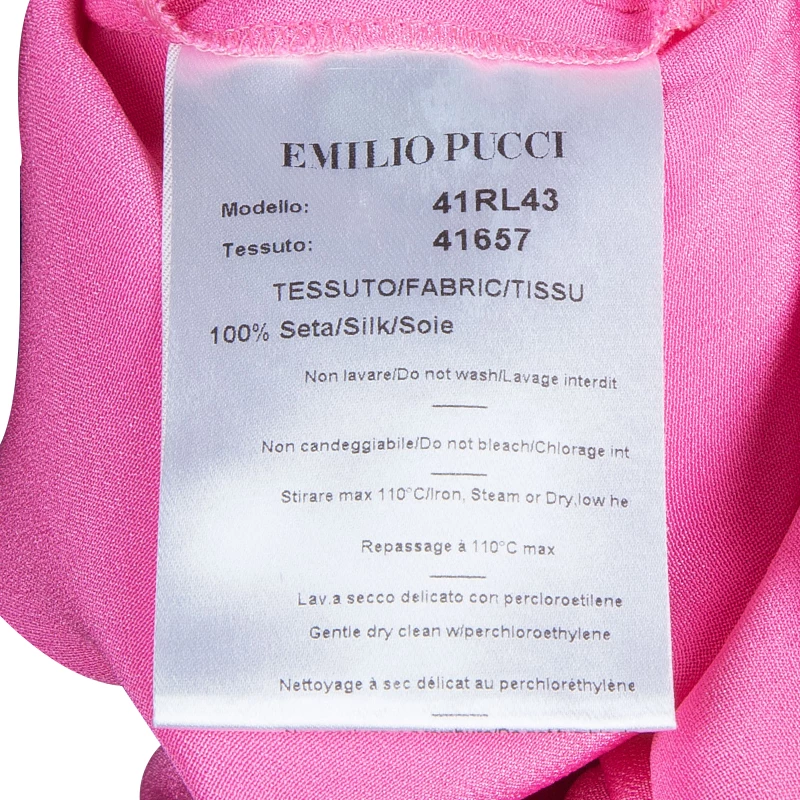 EMILIO PUCCI
Modello: 41RL43
Tessuto: 41657
TESSUTO/FABRIC/TISSU
100% Seta/Silk/Soie
Non lavare/Do not wash/Lavage interdit
Non candeggiabile/Do not bleach/Chlorage int
Stirare max 110°C/Iron, Steam or Dry,low he
Repassage à 110°C max
Lav.a secco delicato con percloroetilene
Gentle dry clean w/perchloroethylene
Nettoyage à sec délicat au perchloréthylène